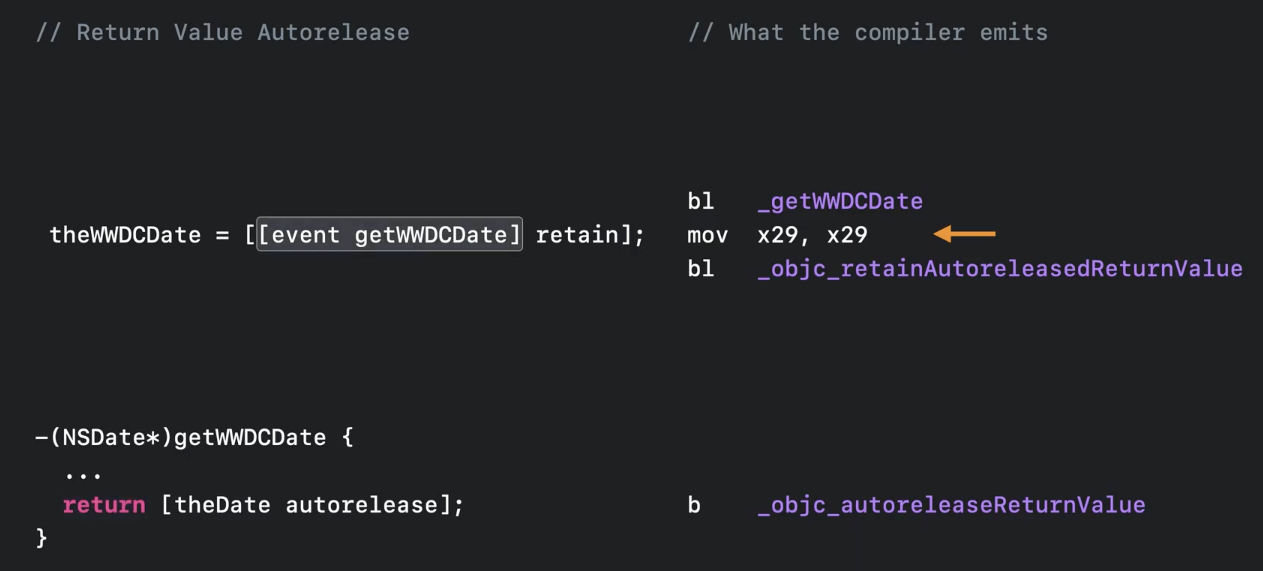 // Return Value Autorelease
// What the compiler emits
bl _getWWDCDate
theWWDCDate = [[event getWWDCDate] retain];
mov x29, x29
bl _objc_retainAutoreleasedReturnValue
-(NSDate*)getWWDCDate {
...
return [theDate autorelease];
b _objc_autoreleaseReturnValue
}